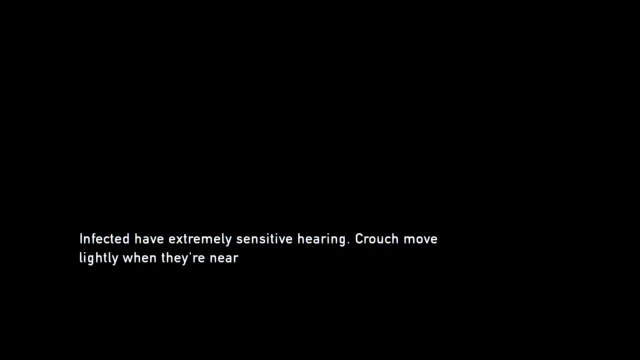 Infected have extremely sensitive hearing. Crouch move
lightly when they're near